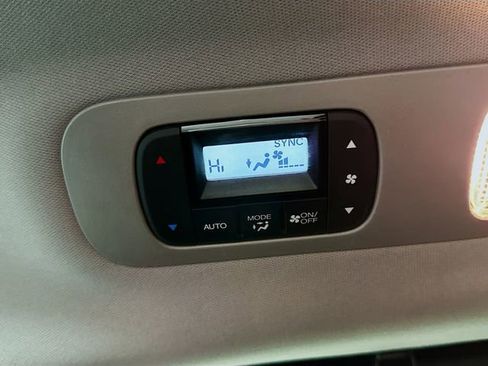 SYNC
Hi
AUTO
MODE
ON/
OFF